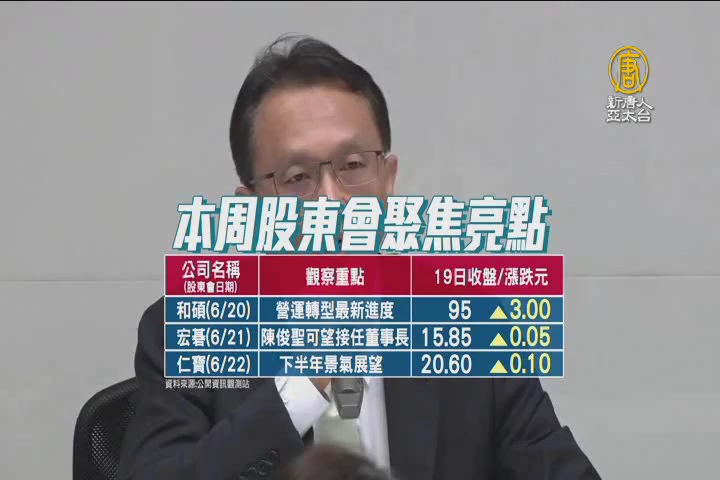 唐
新唐人
亞太台
本周股東會聚焦亮點
公司名稱 觀察重點 19日收盤/漲跌元
(股東會日期)
和碩(6/20) 營運轉型最新進度 95 ▲3.00
宏碁(6/21) 陳俊聖可望接任董事長 15.85 ▲0.05
仁寶(6/22) 下半年景氣展望 20.60 ▲0.10
資料來源:公開資訊觀測站